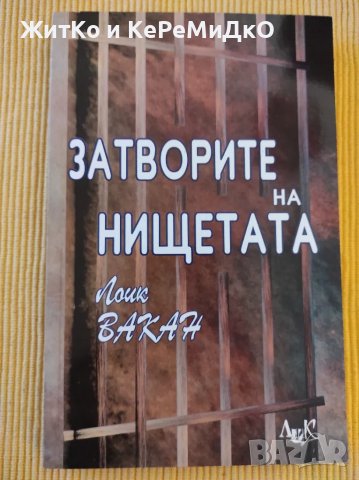 ЖитКо и КеРеМидкО
ЗАТВОРИТЕ
НА
НИЩЕТАТА
Лоик
ВАКАН
ЛиК
BAZAR